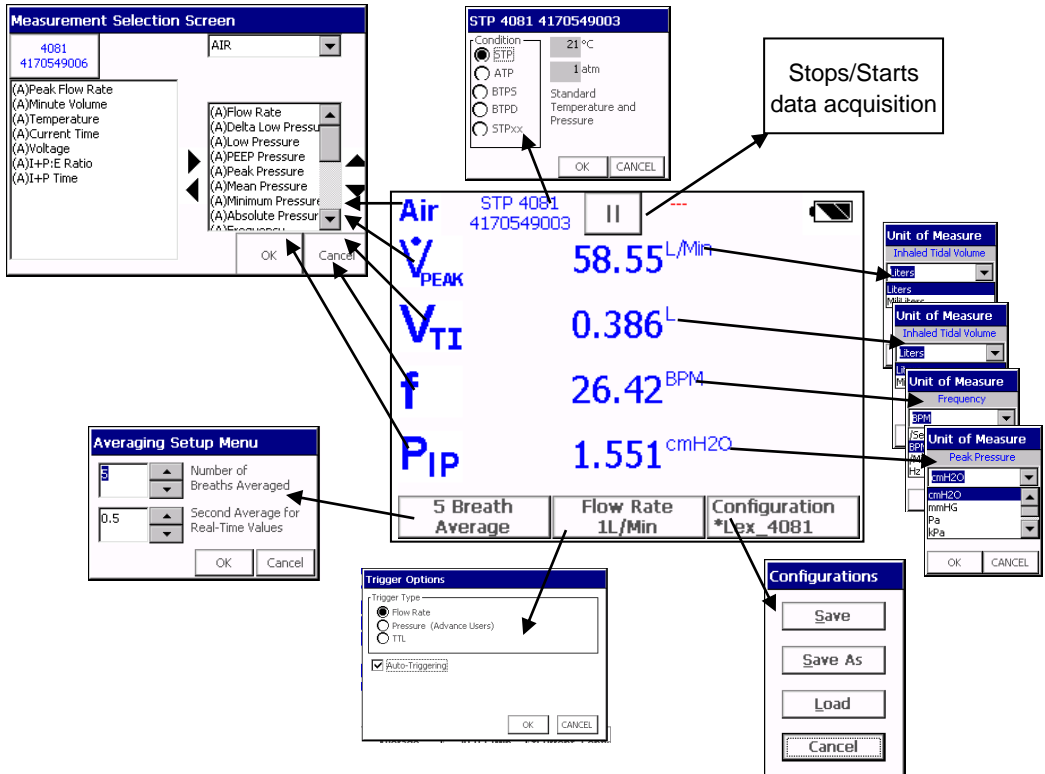 Measurement Selection Screen
4081
4170549006
AIR
(A)Peak Flow Rate
(A)Minute Volume
(A)Temperature
(A)Current Time
(A)Voltage
(A)I+P:E Ratio
(A)I+P Time
(A)Flow Rate
(A)Delta Low Pressu
(A)Low Pressure
(A)PEEP Pressure
(A)Peak Pressure
(A)Mean Pressure
(A)Minimum Pressure
(A)Absolute Pressur
(A)Frequency
OK Cancel
STP 4081 4170549003
Condition
STP
ATP
BTPS
BTPD
STPxx
21 °C
1 atm
Standard
Temperature and
Pressure
OK CANCEL
Stops/Starts
data acquisition
Air STP 4081
4170549003
II
---
V̇PEAK 58.55 L/Min
VTI 0.386 L
f 26.42 BPM
PIP 1.551 cmH2O
5 Breath
Average
Flow Rate
1L/Min
Configuration
*Lex_4081
Unit of Measure
Inhaled Tidal Volume
Liters
Liters
MiliLiters
Unit of Measure
Inhaled Tidal Volume
Liters
Unit of Measure
Frequency
BPM
Hz
Unit of Measure
Peak Pressure
cmH2O
cmH2O
mmHG
Pa
kPa
OK CANCEL
Averaging Setup Menu
5
Number of
Breaths Averaged
0.5
Second Average for
Real-Time Values
OK Cancel
Trigger Options
Trigger Type
Flow Rate
Pressure (Advance Users)
TTL
Auto-Triggering
OK CANCEL
Configurations
Save
Save As
Load
Cancel